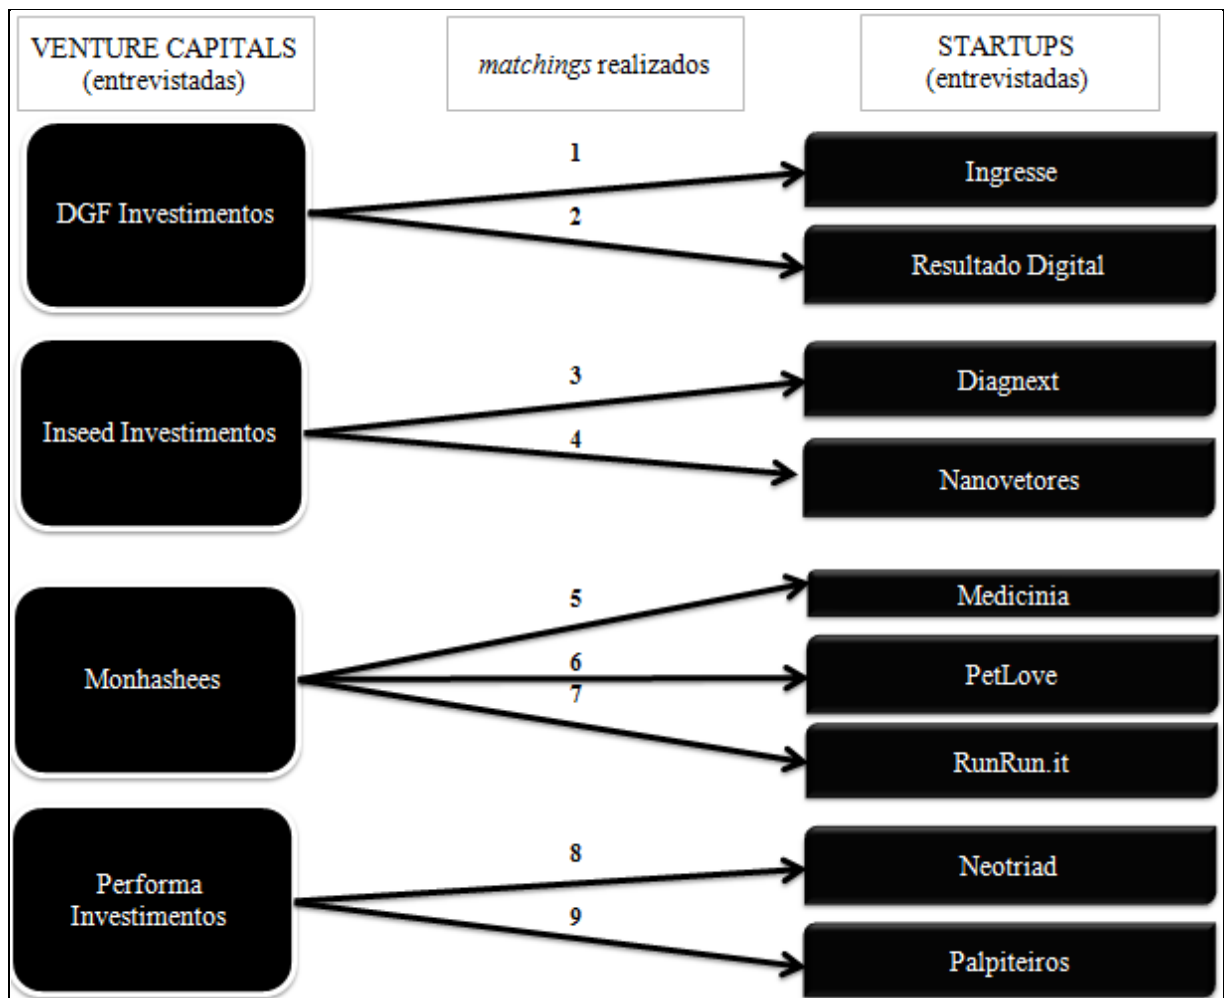 VENTURE CAPITALS
(entrevistadas)
matchings realizados
STARTUPS
(entrevistadas)
DGF Investimentos
1
2
Ingresse
Resultado Digital
Inseed Investimentos
3
4
Diagnext
Nanovetores
Monhashees
5
6
7
Medicinia
PetLove
RunRun.it
Performa
Investimentos
8
9
Neotriad
Palpiteiros